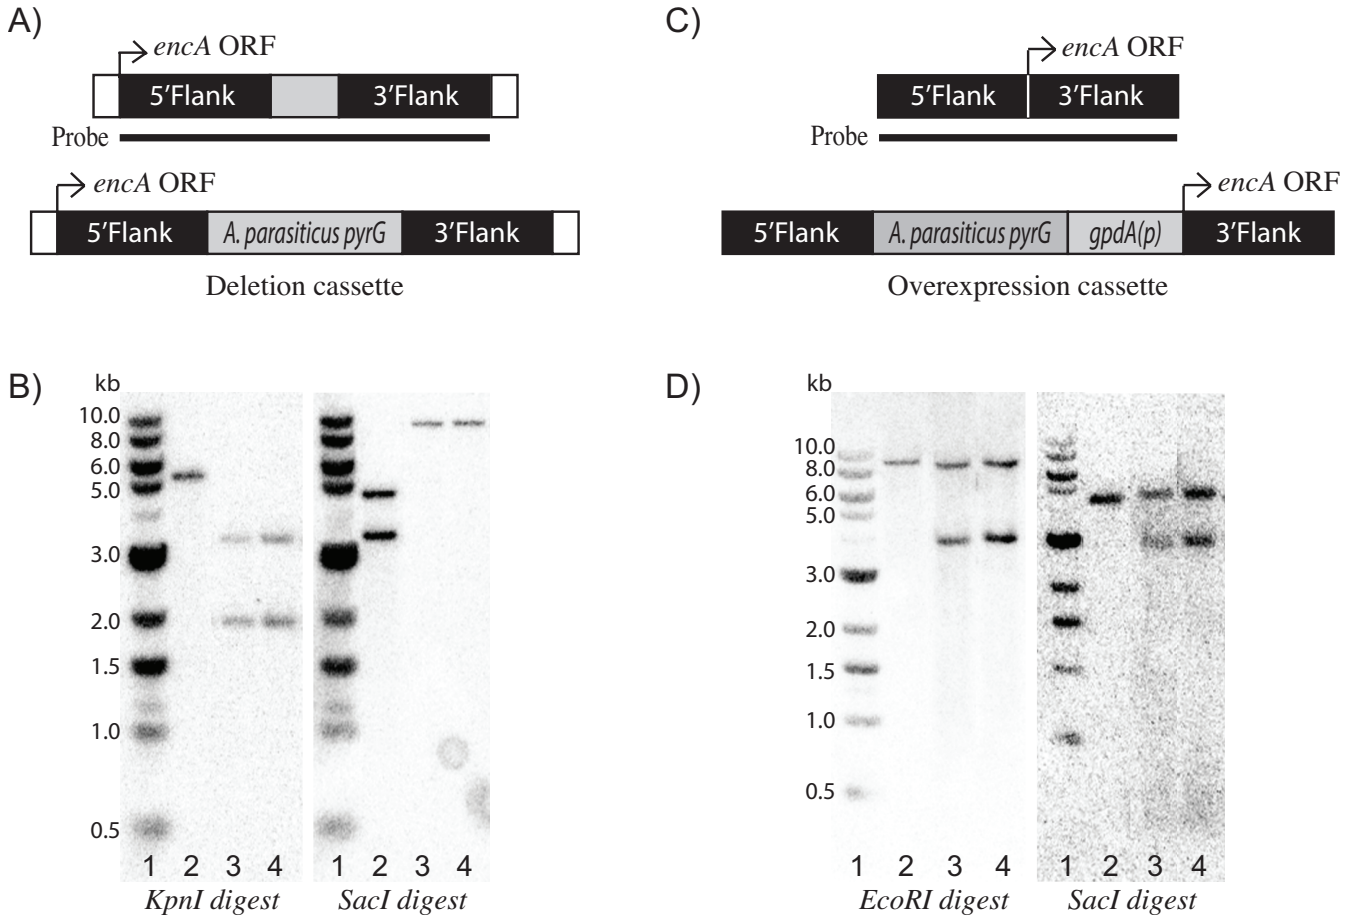 A)
encA ORF
5'Flank 3'Flank
Probe
encA ORF
5'Flank A. parasiticus pyrG 3'Flank
Deletion cassette
C)
encA ORF
5'Flank 3'Flank
Probe
encA ORF
5'Flank A. parasiticus pyrG gpdA(p) 3'Flank
Overexpression cassette
B)
kb
10.0
8.0
6.0
5.0
3.0
2.0
1.5
1.0
0.5
1 2 3 4 1 2 3 4
KpnI digest SacI digest
D)
kb
10.0
8.0
6.0
5.0
3.0
2.0
1.5
1.0
0.5
1 2 3 4 1 2 3 4
EcoRI digest SacI digest